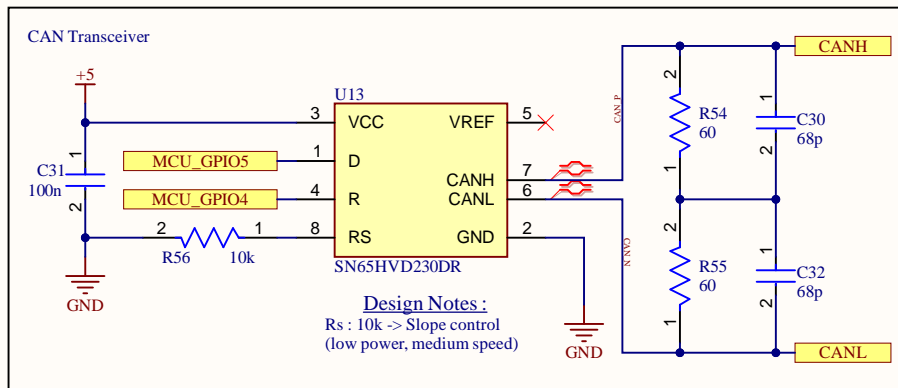 CAN Transceiver
+5
U13
CANH
3
VCC
VREF
5
CAN_P
2
R54
60
1
1
C30
68p
2
1
C31
100n
2
MCU_GPIO5
1
D
CANH
7
MCU_GPIO4
4
R
CANL
6
2
R56
1
10k
8
RS
GND
2
SN65HVD230DR
CAN_N
2
R55
60
1
1
C32
68p
2
GND
Design Notes :
Rs : 10k -> Slope control
(low power, medium speed)
GND
CANL